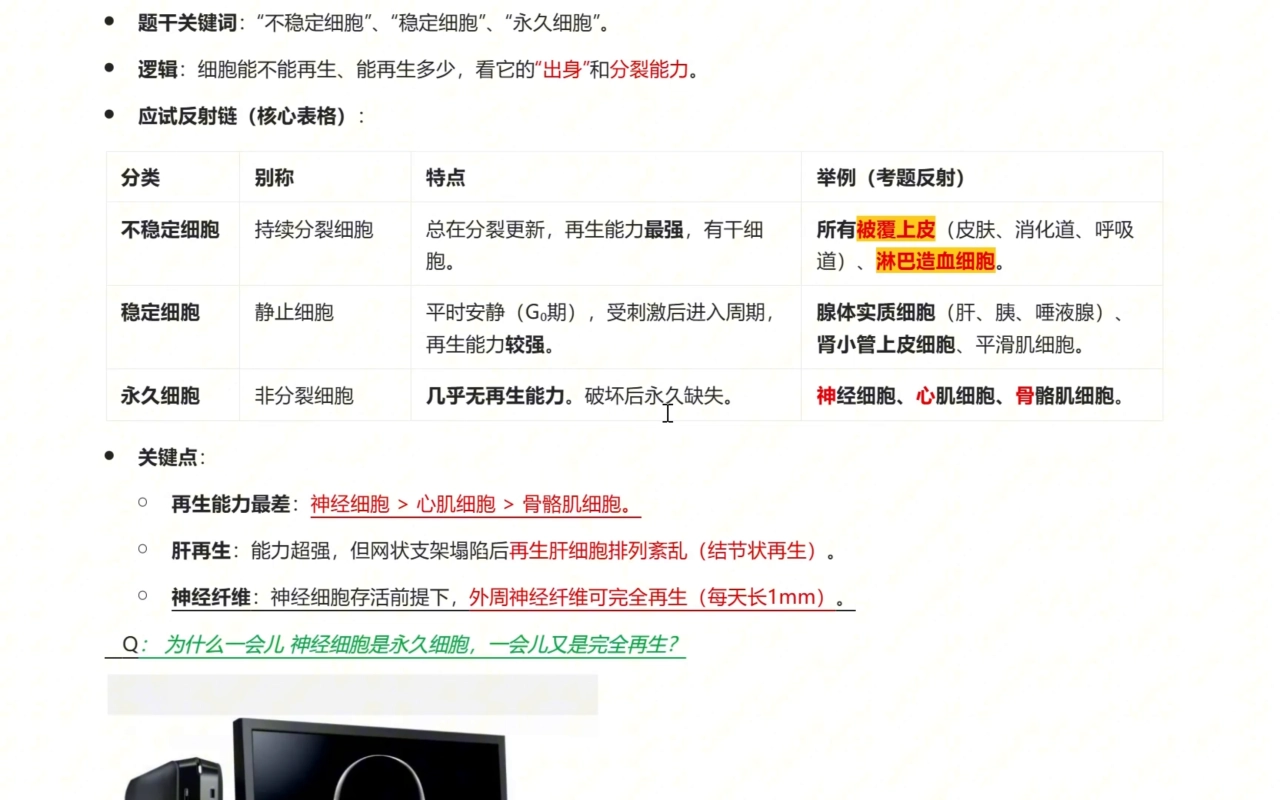 题干关键词：“不稳定细胞”、“稳定细胞”、“永久细胞”。
逻辑：细胞能不能再生、能再生多少，看它的“出身”和分裂能力。
应试反射链（核心表格）：
分类 别称 特点 举例（考题反射）
不稳定细胞 持续分裂细胞 总在分裂更新，再生能力最强，有干细 所有被覆上皮（皮肤、消化道、呼吸
胞。 道）、淋巴造血细胞。
稳定细胞 静止细胞 平时安静（G₀期），受刺激后进入周期， 腺体实质细胞（肝、胰、唾液腺）、
再生能力较强。 肾小管上皮细胞、平滑肌细胞。
永久细胞 非分裂细胞 几乎无再生能力。破坏后永久缺失。 神经细胞、心肌细胞、骨骼肌细胞。
关键点：
再生能力最差：神经细胞 > 心肌细胞 > 骨骼肌细胞。
肝再生：能力超强，但网状支架塌陷后再生肝细胞排列紊乱（结节状再生）。
神经纤维：神经细胞存活前提下，外周神经纤维可完全再生（每天长1mm）。
Q： 为什么一会儿 神经细胞是永久细胞，一会儿又是完全再生？